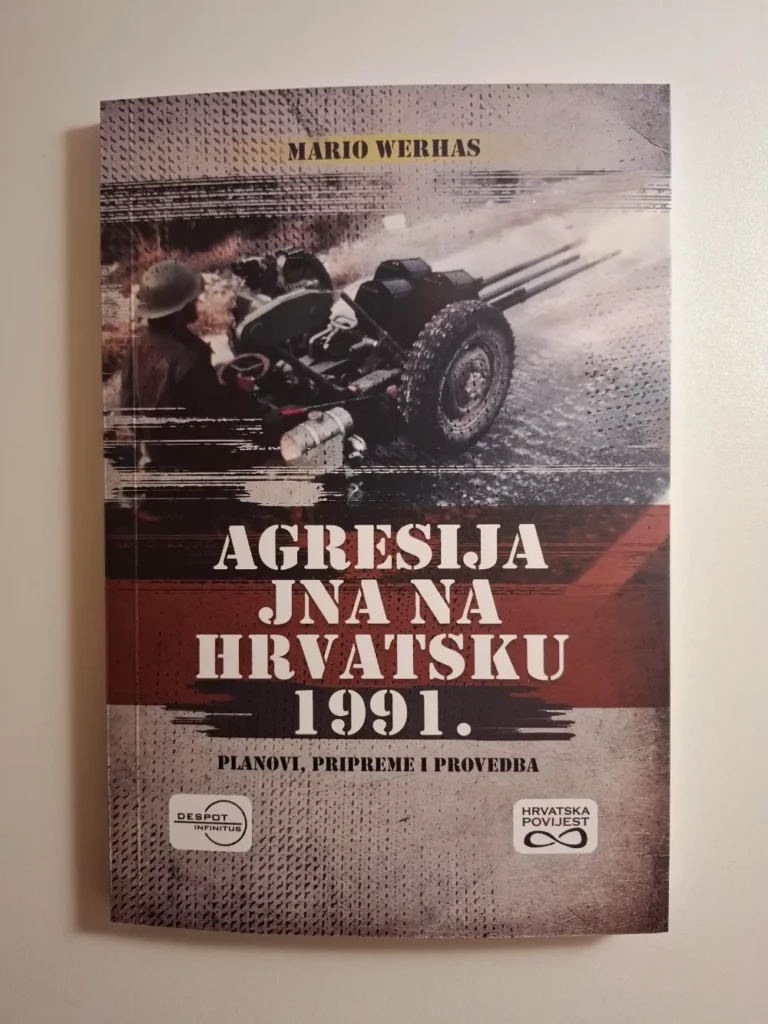 MARIO WERHAS
AGRESIJA
JNA NA
HRVATSKU
1991.
PLANOVI, PRIPREME I PROVEDBA
DESPOT
INFINITUS
HRVATSKA
POVIJEST